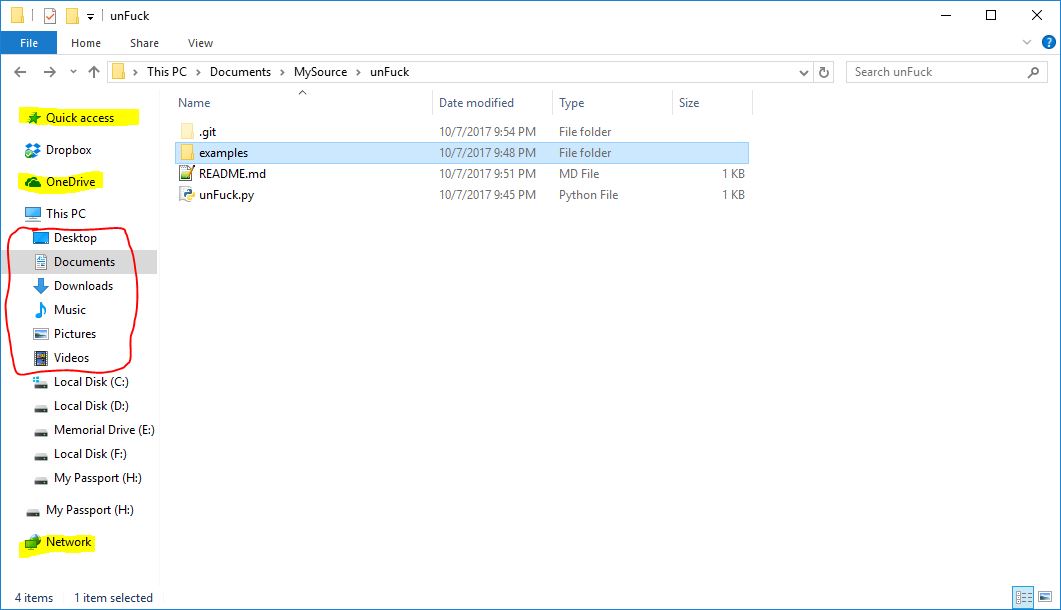 unFuck
File Home Share View
This PC Documents MySource unFuck Search unFuck
Name Date modified Type Size
Quick access
Dropbox
OneDrive
This PC
Desktop
Documents
Downloads
Music
Pictures
Videos
Local Disk (C:)
Local Disk (D:)
Memorial Drive (E:)
Local Disk (F:)
My Passport (H:)
My Passport (H:)
Network
.git 10/7/2017 9:54 PM File folder
examples 10/7/2017 9:48 PM File folder
README.md 10/7/2017 9:51 PM MD File 1 KB
unFuck.py 10/7/2017 9:45 PM Python File 1 KB
4 items 1 item selected